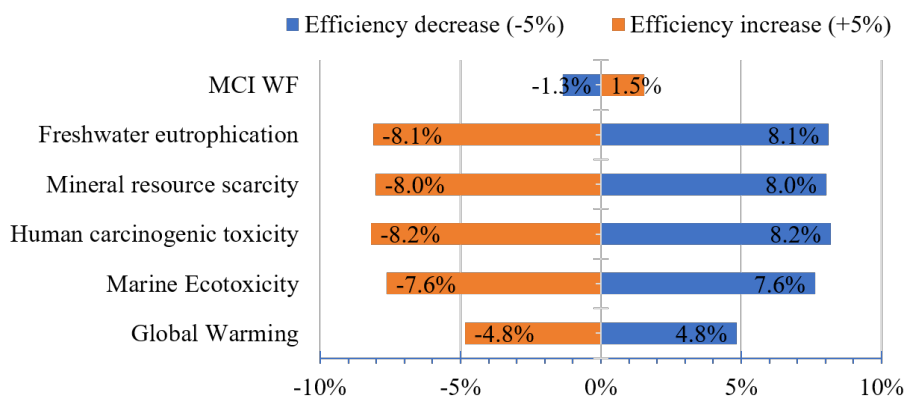 Efficiency decrease (-5%) Efficiency increase (+5%)
MCI WF -1.3% 1.5%
Freshwater eutrophication -8.1% 8.1%
Mineral resource scarcity -8.0% 8.0%
Human carcinogenic toxicity -8.2% 8.2%
Marine Ecotoxicity -7.6% 7.6%
Global Warming -4.8% 4.8%
-10% -5% 0% 5% 10%